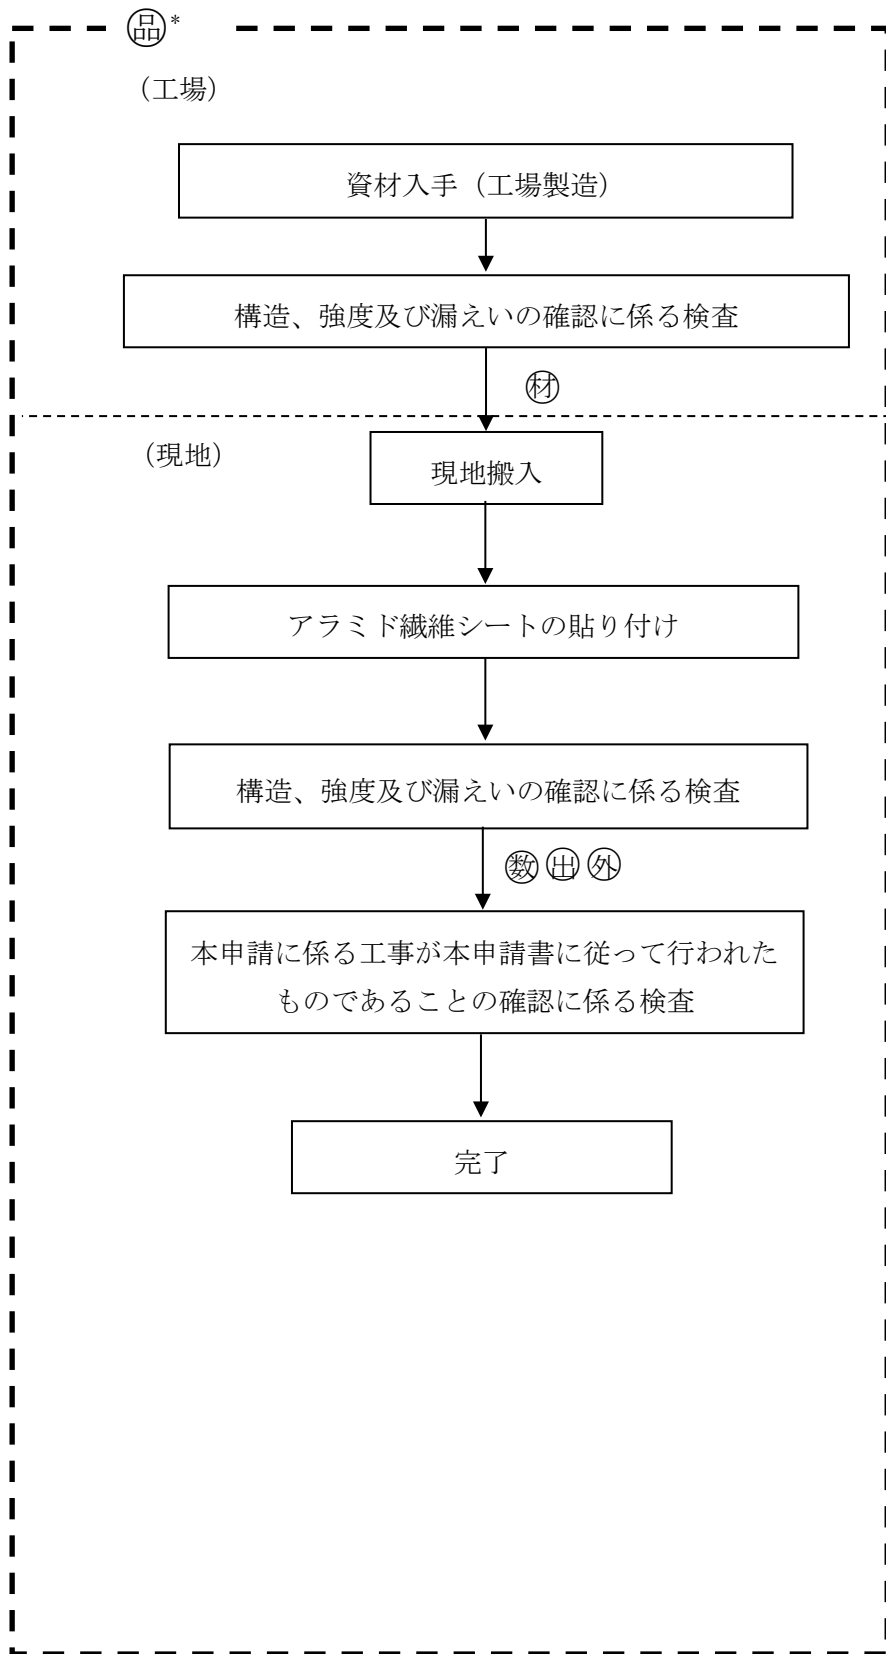 品*
（工場）
資材入手（工場製造）
構造、強度及び漏えいの確認に係る検査
材
（現地）
現地搬入
アラミド繊維シートの貼り付け
構造、強度及び漏えいの確認に係る検査
数 出 外
本申請に係る工事が本申請書に従って行われた
ものであることの確認に係る検査
完了